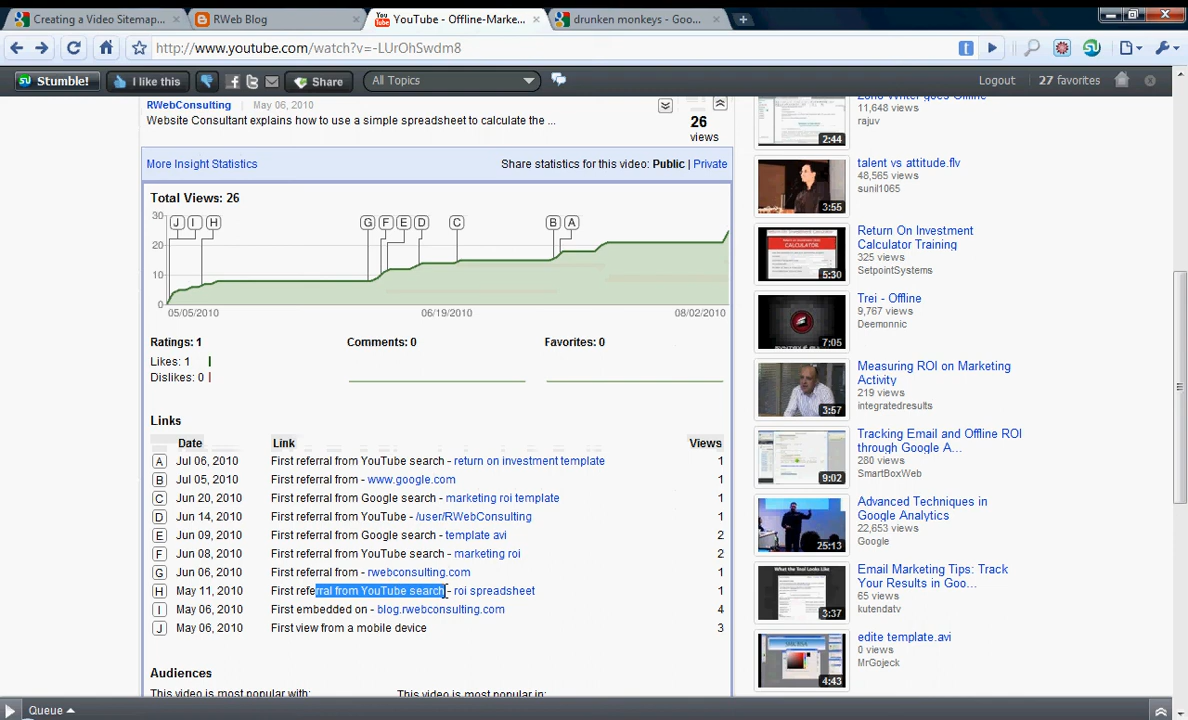 Creating a Video Sitemap...
RWeb Blog
YouTube - Offline-Marke...
drunken monkeys - Goo...
http://www.youtube.com/watch?v=-LUrOhSwdm8
Stumble!
I like this
Share
All Topics
Logout
27 favorites
RWebConsulting
May 06, 2010
Website Consultant explains how to use a simple spreadsheet to calculate the ...
26
views
More Insight Statistics
Share statistics for this video: Public | Private
Total Views: 26
30
20
10
0
J I H G F E D C B A
05/05/2010
06/19/2010
08/02/2010
Ratings: 1
Comments: 0
Favorites: 0
Likes: 1
Dislikes: 0
Links
Date Link Views
A Jul 06, 2010 First referral from YouTube search - return on investment template 1
B Jul 05, 2010 First referral from - www.google.com 1
C Jun 20, 2010 First referral from Google search - marketing roi template 1
D Jun 14, 2010 First referral from YouTube - /user/RWebConsulting 1
E Jun 09, 2010 First referral from Google search - template avi 2
F Jun 08, 2010 First referral from YouTube search - marketing roi 2
G Jun 06, 2010 First referral from - rwebconsulting.com 1
H May 11, 2010 First referral from YouTube search - roi spreadsheet 1
I May 06, 2010 First embedded on - blog.rwebconsulting.com 4
J May 06, 2010 First view from a mobile device 3
Audiences
This video is most popular with:
This video is most popular in:
Zoho Writer goes Offline
11,648 views
rajuv
2:44
talent vs attitude.flv
48,565 views
sunil1065
3:55
Return On Investment
Calculator Training
325 views
SetpointSystems
CALCULATOR
5:30
Trei - Offline
9,767 views
Deemonnic
7:05
Measuring ROI on Marketing
Activity
219 views
integratedresults
3:57
Tracking Email and Offline ROI
through Google A...
280 views
SmartBoxWeb
9:02
Advanced Techniques in
Google Analytics
22,653 views
Google
25:13
Email Marketing Tips: Track
Your Results in Goo...
65 views
kutendatv
What the Tool Looks Like
3:37
edite template.avi
0 views
MrGojeck
4:43
Queue